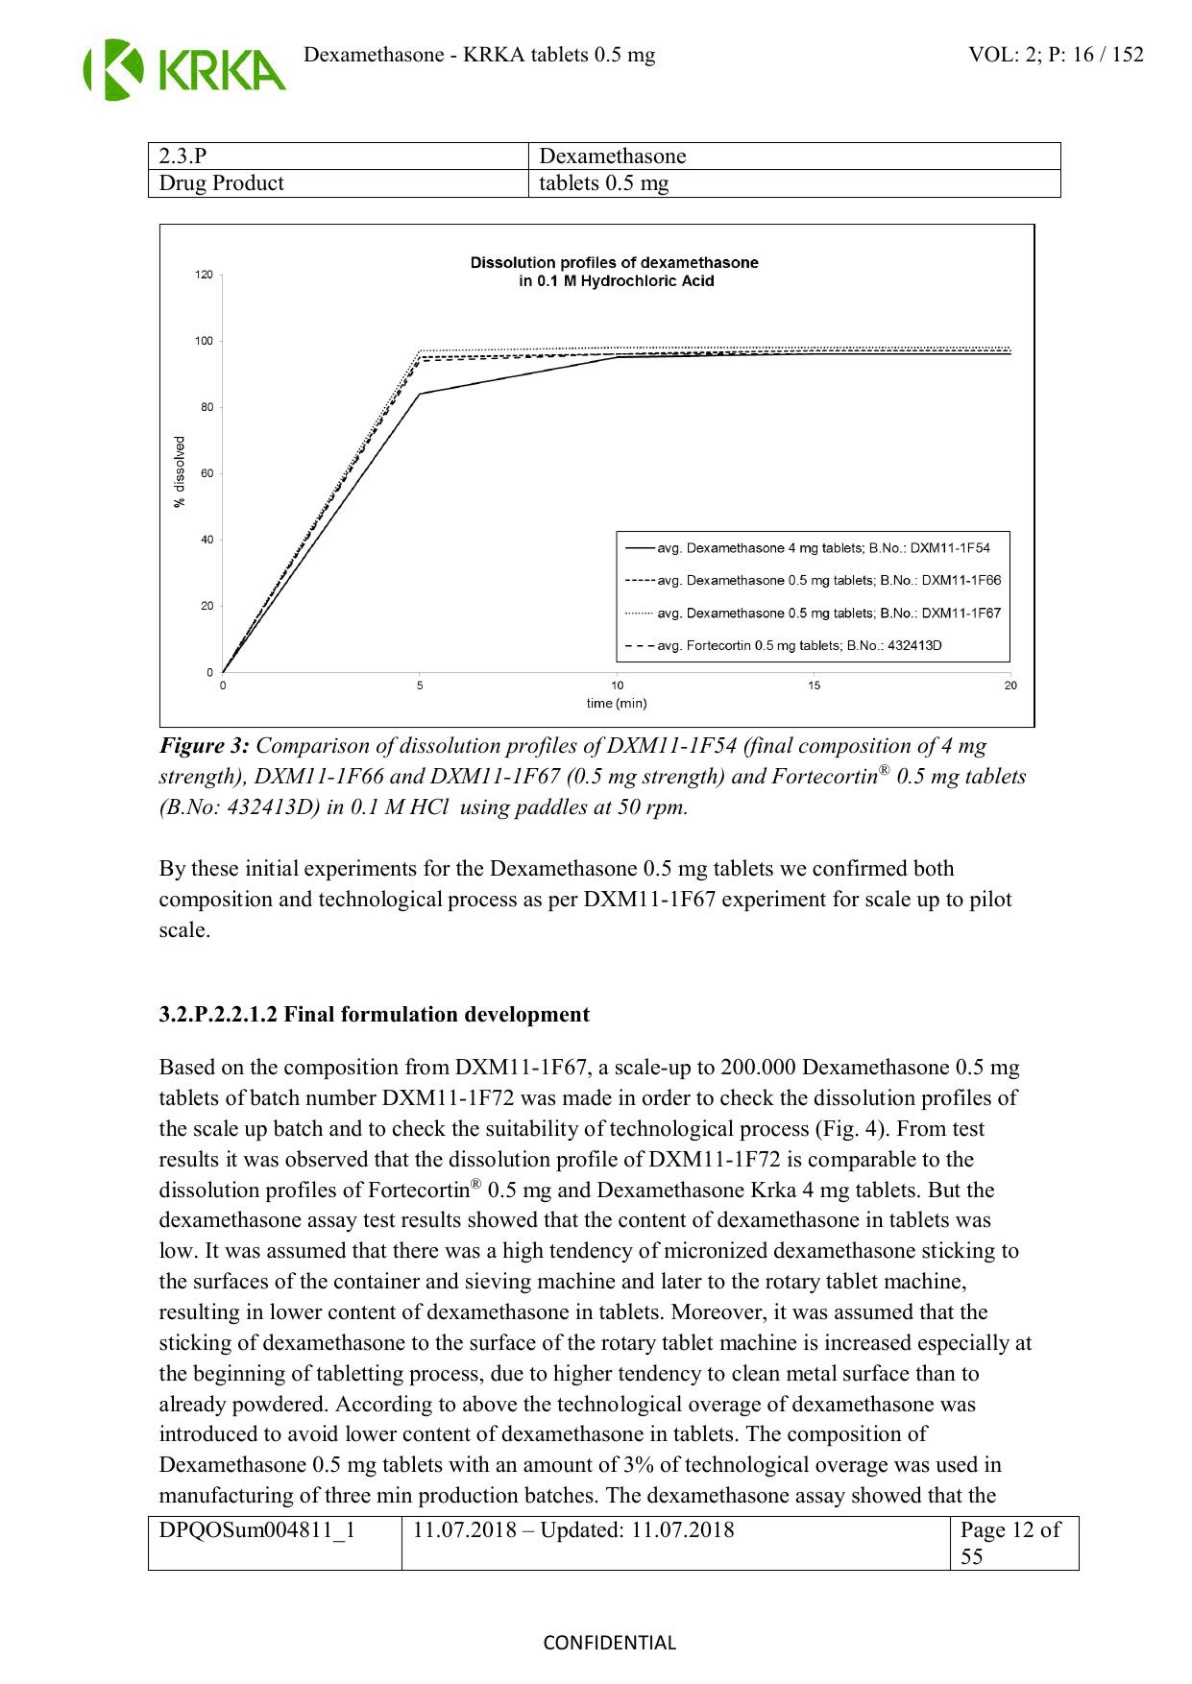 KRKA
Dexamethasone - KRKA tablets 0.5 mg
VOL: 2; P: 16 / 152
2.3.P
Dexamethasone
Drug Product
tablets 0.5 mg
Dissolution profiles of dexamethasone
in 0.1 M Hydrochloric Acid
120
100
80
60
40
20
0
% dissolved
avg. Dexamethasone 4 mg tablets; B.No.: DXM11-1F54
avg. Dexamethasone 0.5 mg tablets; B.No.: DXM11-1F66
avg. Dexamethasone 0.5 mg tablets; B.No.: DXM11-1F67
avg. Fortecortin 0.5 mg tablets; B.No.: 432413D
0 5 10 15 20
time (min)
Figure 3: Comparison of dissolution profiles of DXM11-1F54 (final composition of 4 mg
strength), DXM11-1F66 and DXM11-1F67 (0.5 mg strength) and Fortecortin® 0.5 mg tablets
(B.No: 432413D) in 0.1 M HCl using paddles at 50 rpm.
By these initial experiments for the Dexamethasone 0.5 mg tablets we confirmed both
composition and technological process as per DXM11-1F67 experiment for scale up to pilot
scale.
3.2.P.2.2.1.2 Final formulation development
Based on the composition from DXM11-1F67, a scale-up to 200.000 Dexamethasone 0.5 mg
tablets of batch number DXM11-1F72 was made in order to check the dissolution profiles of
the scale up batch and to check the suitability of technological process (Fig. 4). From test
results it was observed that the dissolution profile of DXM11-1F72 is comparable to the
dissolution profiles of Fortecortin® 0.5 mg and Dexamethasone Krka 4 mg tablets. But the
dexamethasone assay test results showed that the content of dexamethasone in tablets was
low. It was assumed that there was a high tendency of micronized dexamethasone sticking to
the surfaces of the container and sieving machine and later to the rotary tablet machine,
resulting in lower content of dexamethasone in tablets. Moreover, it was assumed that the
sticking of dexamethasone to the surface of the rotary tablet machine is increased especially at
the beginning of tabletting process, due to higher tendency to clean metal surface than to
already powdered. According to above the technological overage of dexamethasone was
introduced to avoid lower content of dexamethasone in tablets. The composition of
Dexamethasone 0.5 mg tablets with an amount of 3% of technological overage was used in
manufacturing of three min production batches. The dexamethasone assay showed that the
DPQOSum004811_1
11.07.2018 – Updated: 11.07.2018
Page 12 of
55
CONFIDENTIAL